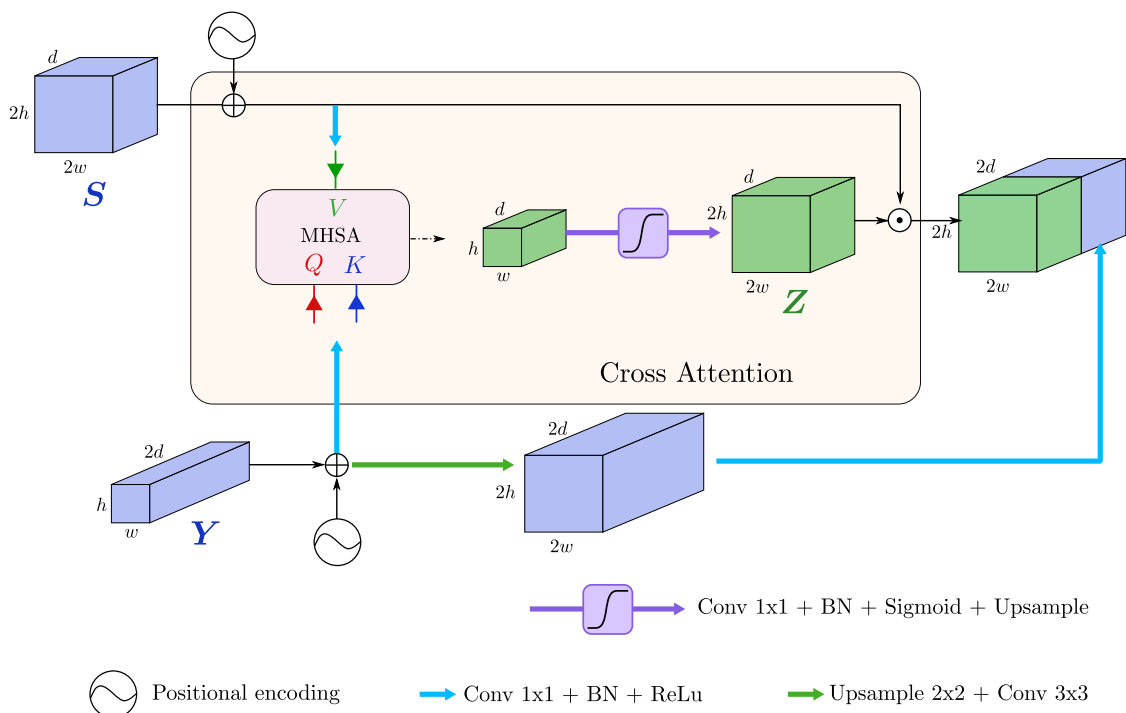 d
2h
2w
S
V
MHSA
Q K
d
h
w
d
2h
2w
Z
2d
2h
2w
Cross Attention
2d
h
w
Y
2d
2h
2w
Conv 1x1 + BN + Sigmoid + Upsample
Positional encoding
Conv 1x1 + BN + ReLu
Upsample 2x2 + Conv 3x3